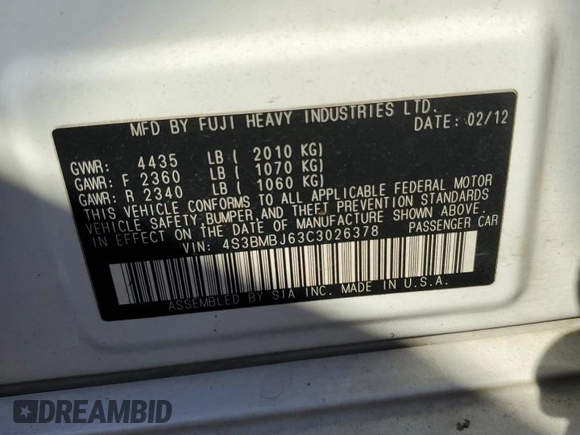 MFD BY FUJI HEAVY INDUSTRIES LTD.
DATE: 02/12
GVWR: 4435 LB ( 2010 KG)
GAWR: F 2360 LB ( 1070 KG)
GAWR: R 2340 LB ( 1060 KG)
THIS VEHICLE CONFORMS TO ALL APPLICABLE FEDERAL MOTOR
VEHICLE SAFETY, BUMPER, AND THEFT PREVENTION STANDARDS
IN EFFECT ON THE DATE OF MANUFACTURE SHOWN ABOVE.
VIN: 4S3BMBJ63C3026378 PASSENGER CAR
ASSEMBLED BY SIA INC. MADE IN U.S.A.
DREAMBID